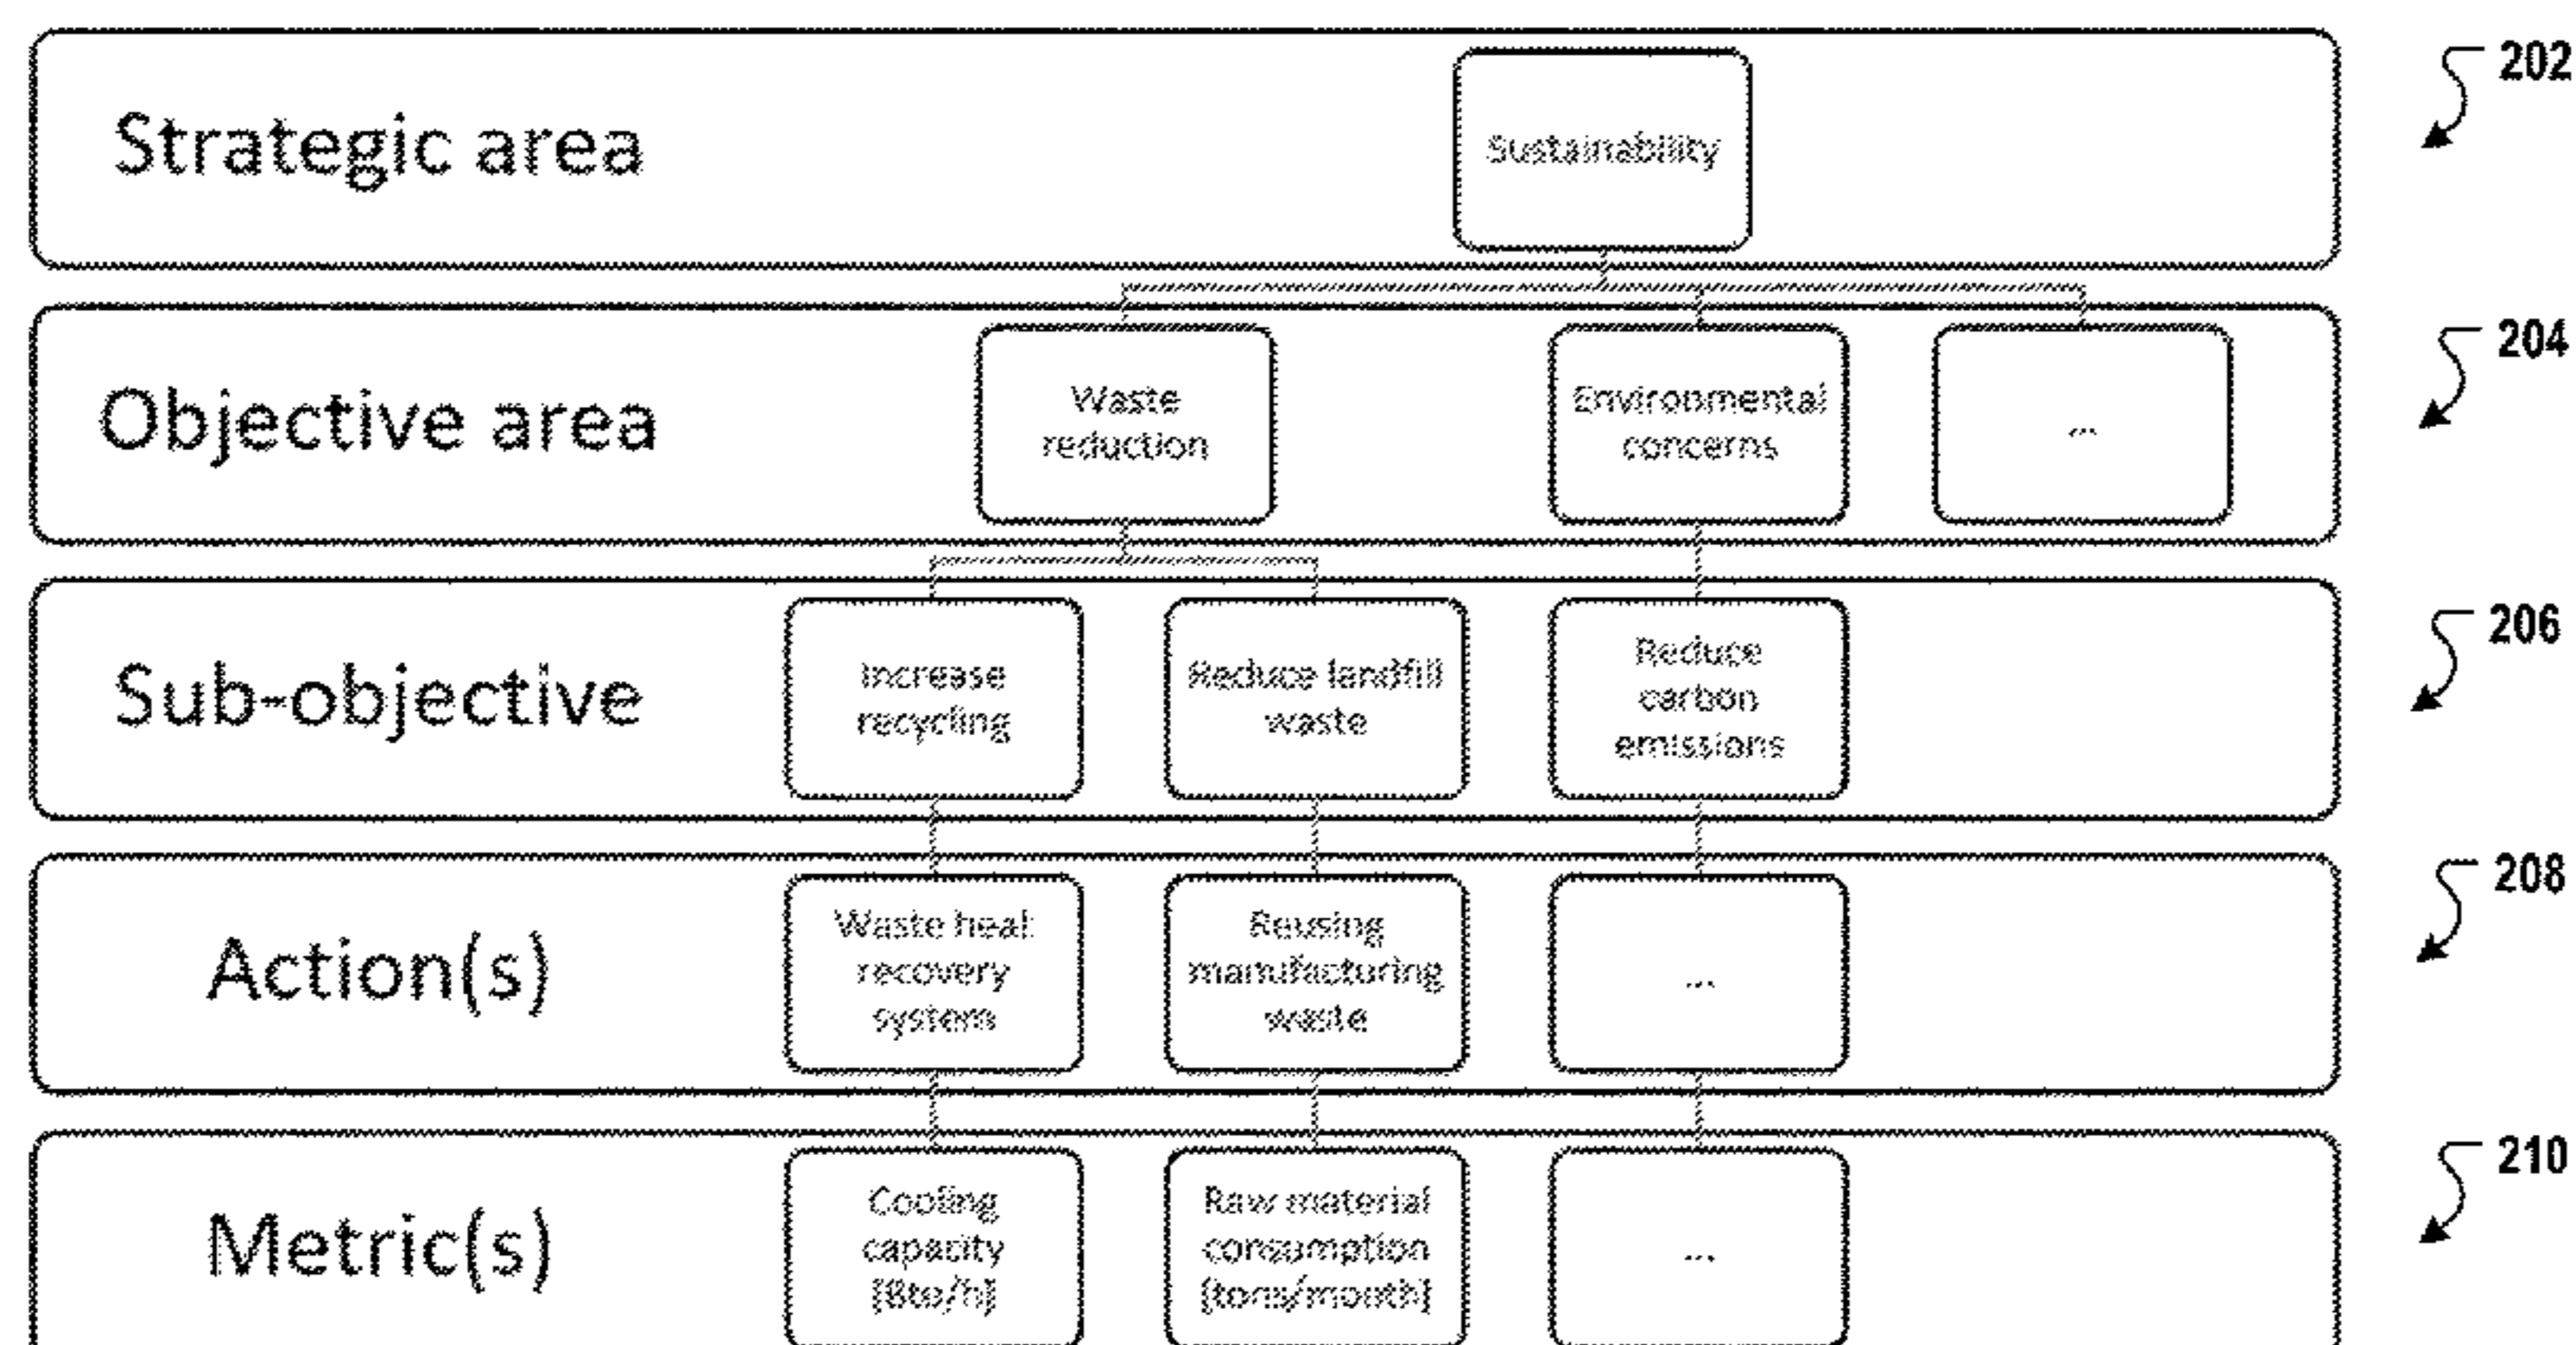 Strategic area
Sustainability
202
Objective area
Waste
reduction
Environmental
concerns
...
204
Sub-objective
Increase
recycling
Reduce landfill
waste
Reduce
carbon
emissions
206
Action(s)
Waste heat
recovery
system
Reusing
manufacturing
waste
...
208
Metric(s)
Cooling
capacity
Raw material
consumption
[tons/month]
...
210